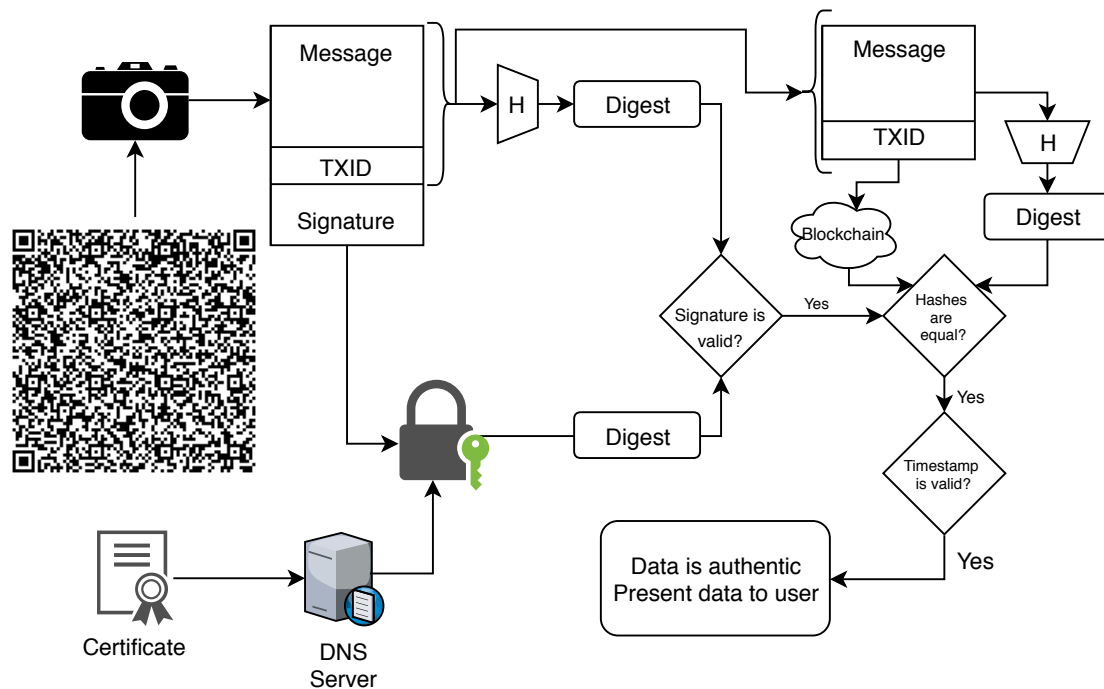 Message
TXID
Signature
H
Digest
Message
TXID
H
Digest
Blockchain
Signature is
valid?
Yes
Hashes
are
equal?
Yes
Digest
Timestamp
is valid?
Yes
Data is authentic
Present data to user
Certificate
DNS
Server